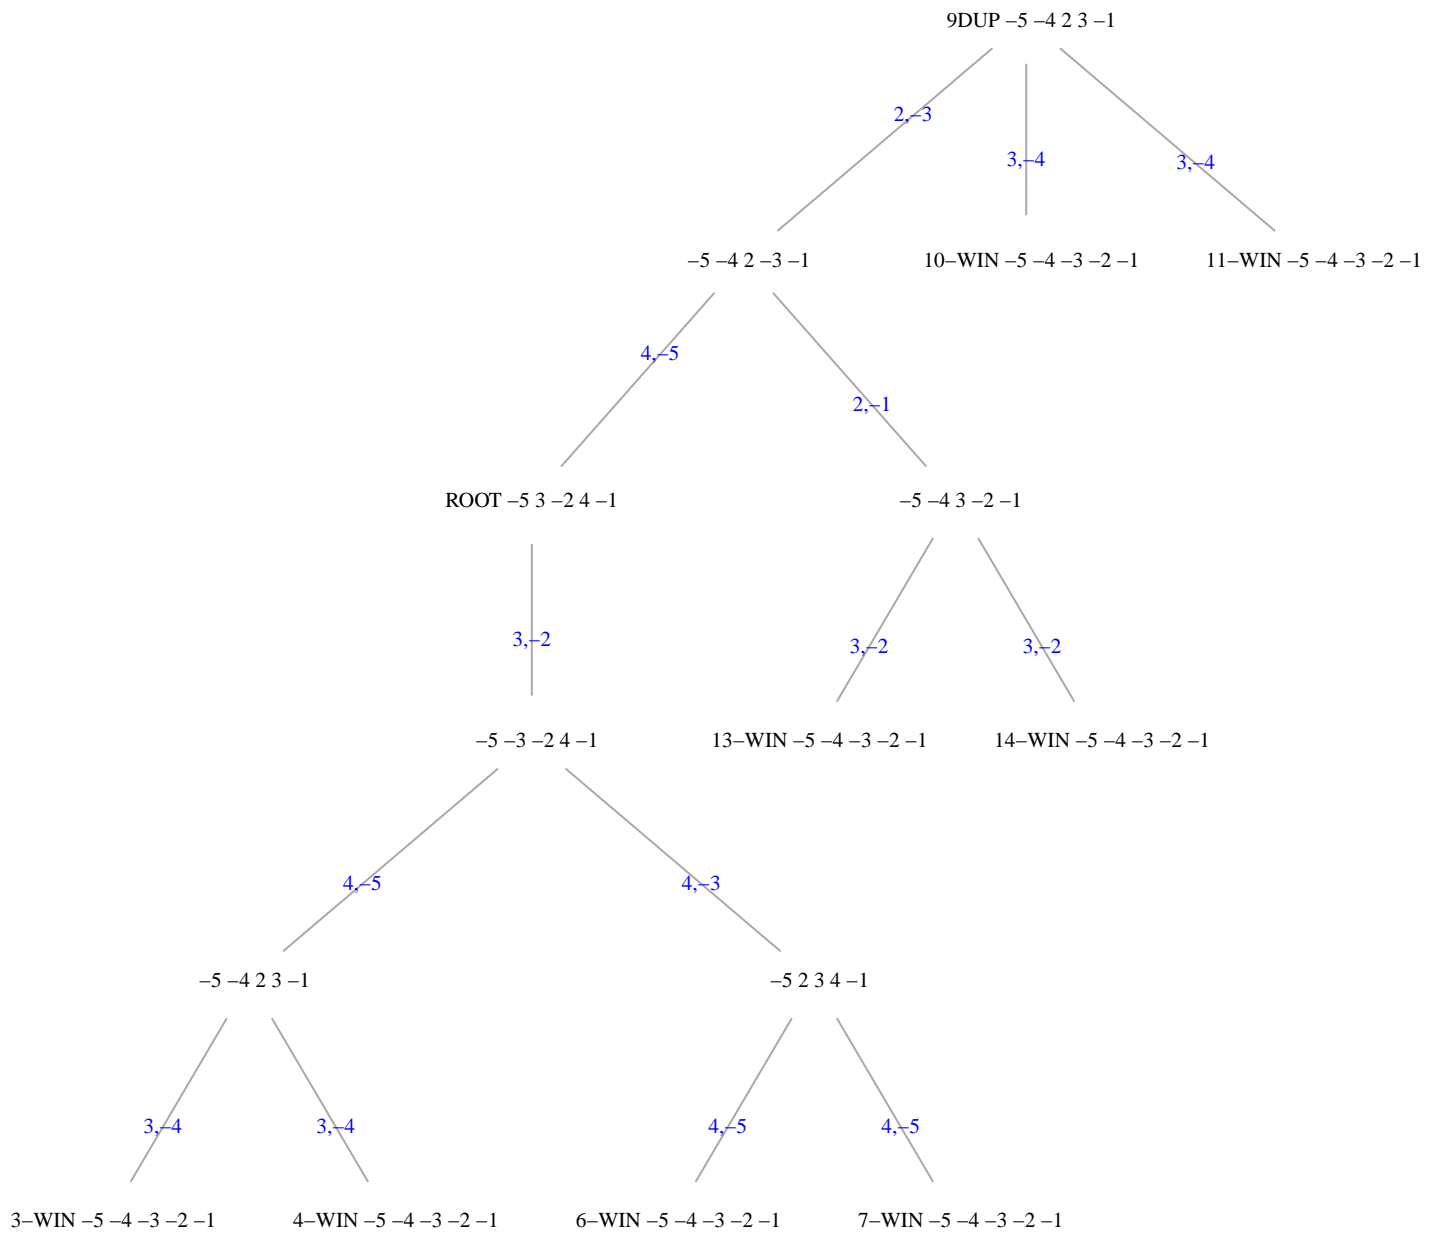 9DUP –5 –4 2 3 –1
2,–3
3,–4
3,–4
–5 –4 2 –3 –1
10–WIN –5 –4 –3 –2 –1
11–WIN –5 –4 –3 –2 –1
4,–5
2,–1
ROOT –5 3 –2 4 –1
–5 –4 3 –2 –1
3,–2
3,–2
3,–2
–5 –3 –2 4 –1
13–WIN –5 –4 –3 –2 –1
14–WIN –5 –4 –3 –2 –1
4,–5
4,–3
–5 –4 2 3 –1
–5 2 3 4 –1
3,–4
3,–4
4,–5
4,–5
3–WIN –5 –4 –3 –2 –1
4–WIN –5 –4 –3 –2 –1
6–WIN –5 –4 –3 –2 –1
7–WIN –5 –4 –3 –2 –1